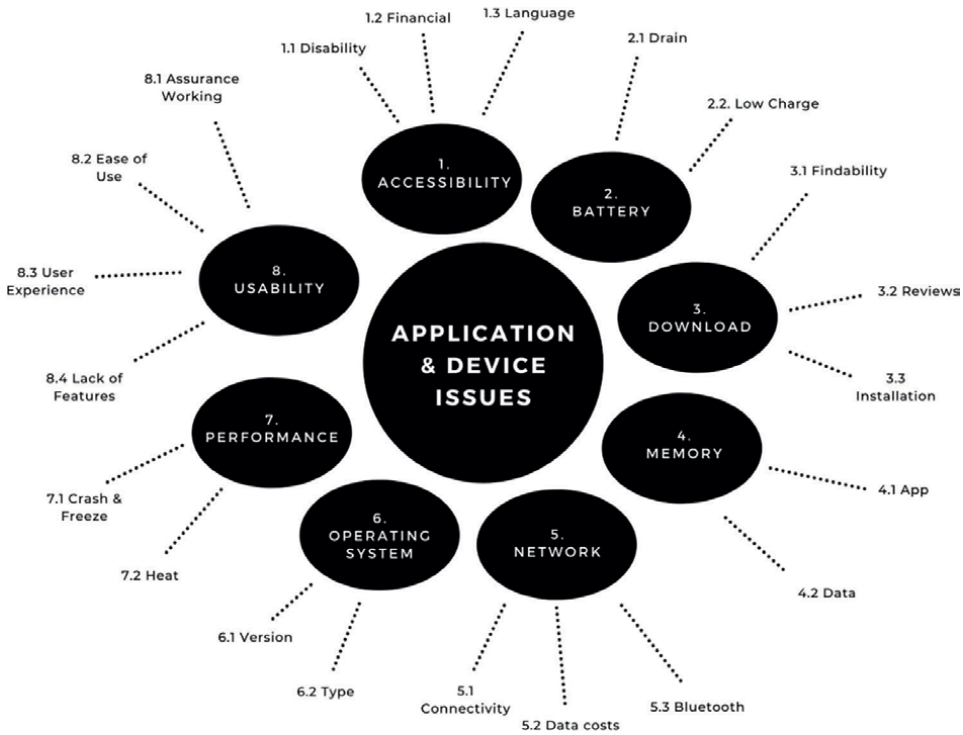 APPLICATION
& DEVICE
ISSUES
1.
ACCESSIBILITY
1.1 Disability
1.2 Financial
1.3 Language
2.
BATTERY
2.1 Drain
2.2. Low Charge
3.
DOWNLOAD
3.1 Findability
3.2 Reviews
3.3
Installation
4.
MEMORY
4.1 App
4.2 Data
5.
NETWORK
5.1
Connectivity
5.2 Data costs
5.3 Bluetooth
6.
OPERATING
SYSTEM
6.1 Version
6.2 Type
7.
PERFORMANCE
7.1 Crash &
Freeze
7.2 Heat
8.
USABILITY
8.1 Assurance
Working
8.2 Ease of
Use
8.3 User
Experience
8.4 Lack of
Features